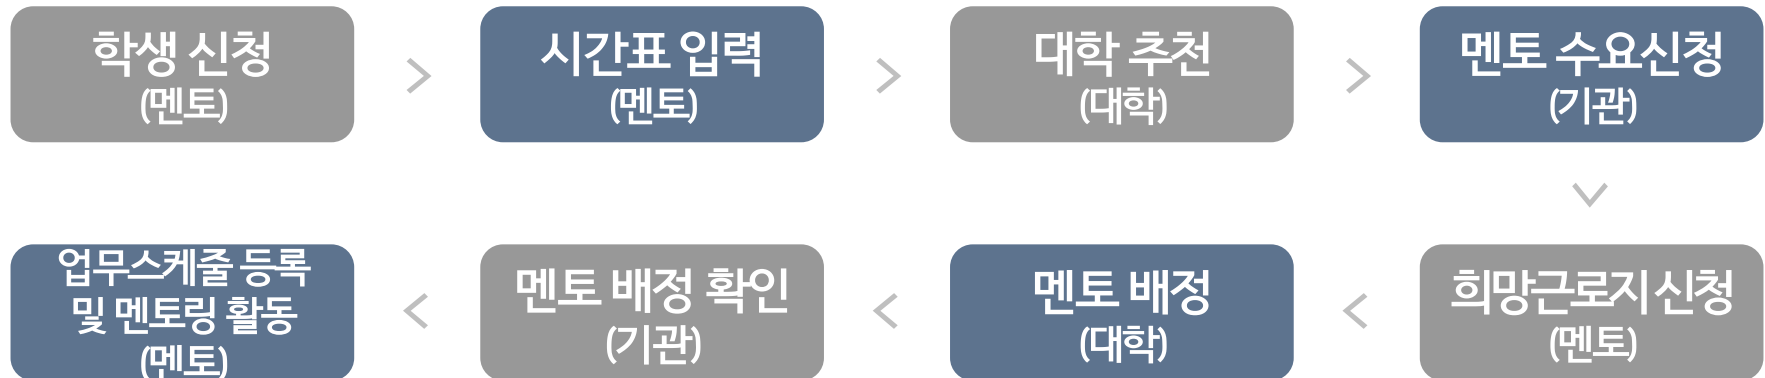 학생 신청
(멘토)
시간표 입력
(멘토)
대학 추천
(대학)
멘토 수요신청
(기관)
희망근로지 신청
(멘토)
멘토 배정
(대학)
멘토 배정 확인
(기관)
업무스케줄 등록
및 멘토링 활동
(멘토)